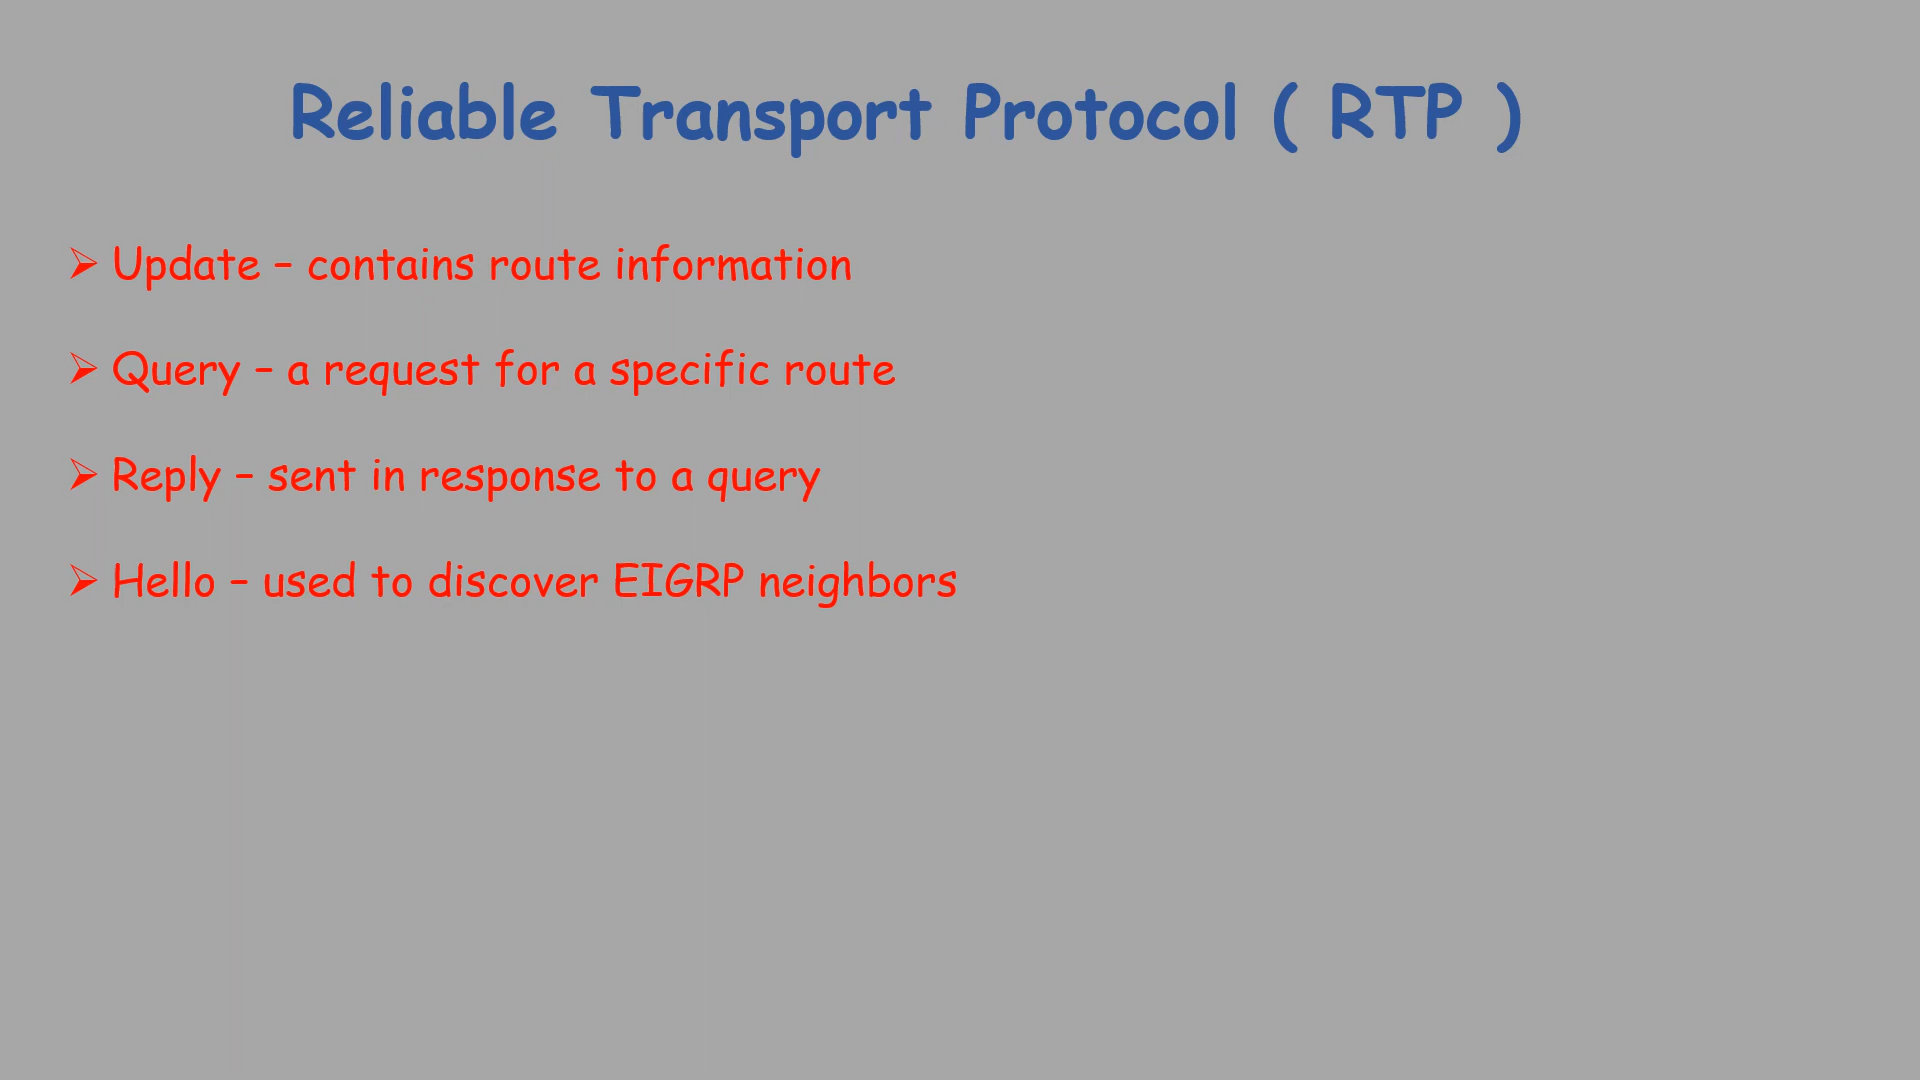 Reliable Transport Protocol ( RTP )
➢ Update – contains route information
➢ Query – a request for a specific route
➢ Reply – sent in response to a query
➢ Hello – used to discover EIGRP neighbors